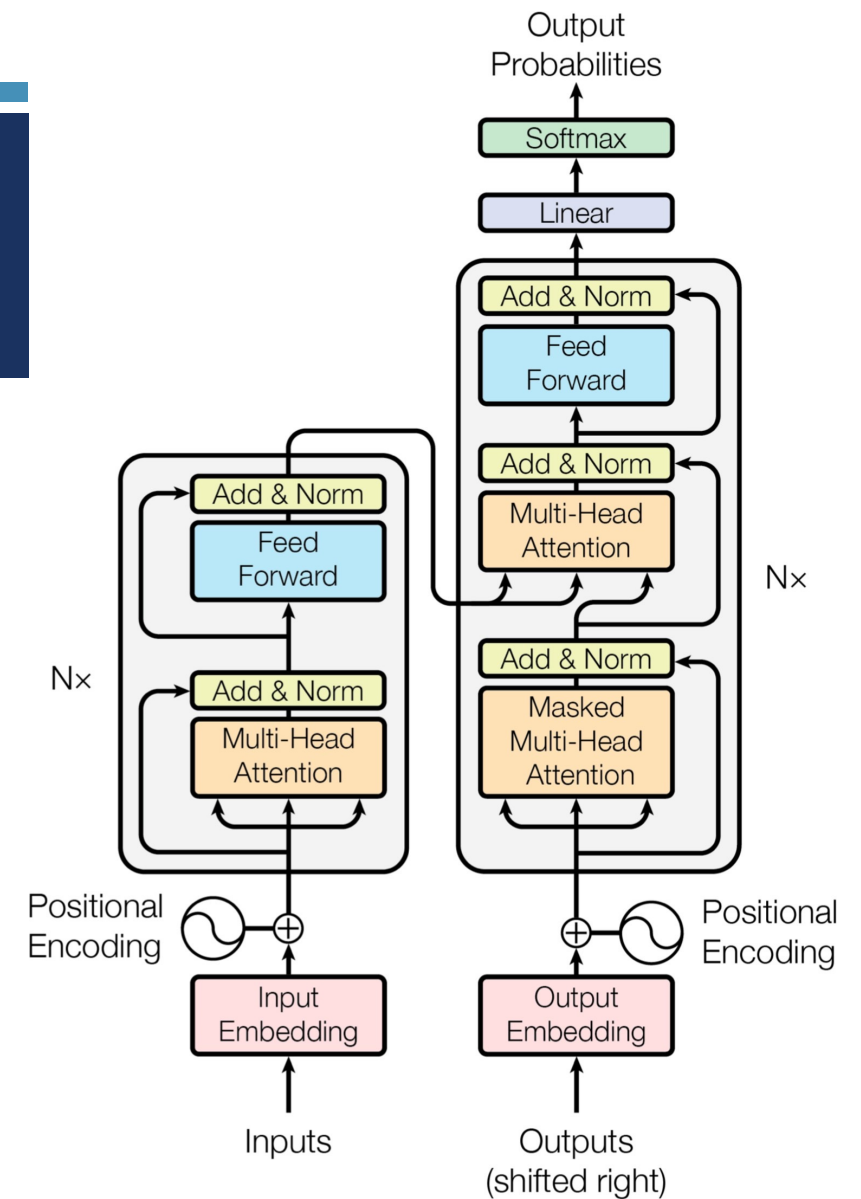 Output
Probabilities
Softmax
Linear
Add & Norm
Feed
Forward
Add & Norm
Multi-Head
Attention
Nx
Add & Norm
Masked
Multi-Head
Attention
Add & Norm
Feed
Forward
Nx
Add & Norm
Multi-Head
Attention
Positional
Encoding
Positional
Encoding
Input
Embedding
Output
Embedding
Inputs
Outputs
(shifted right)